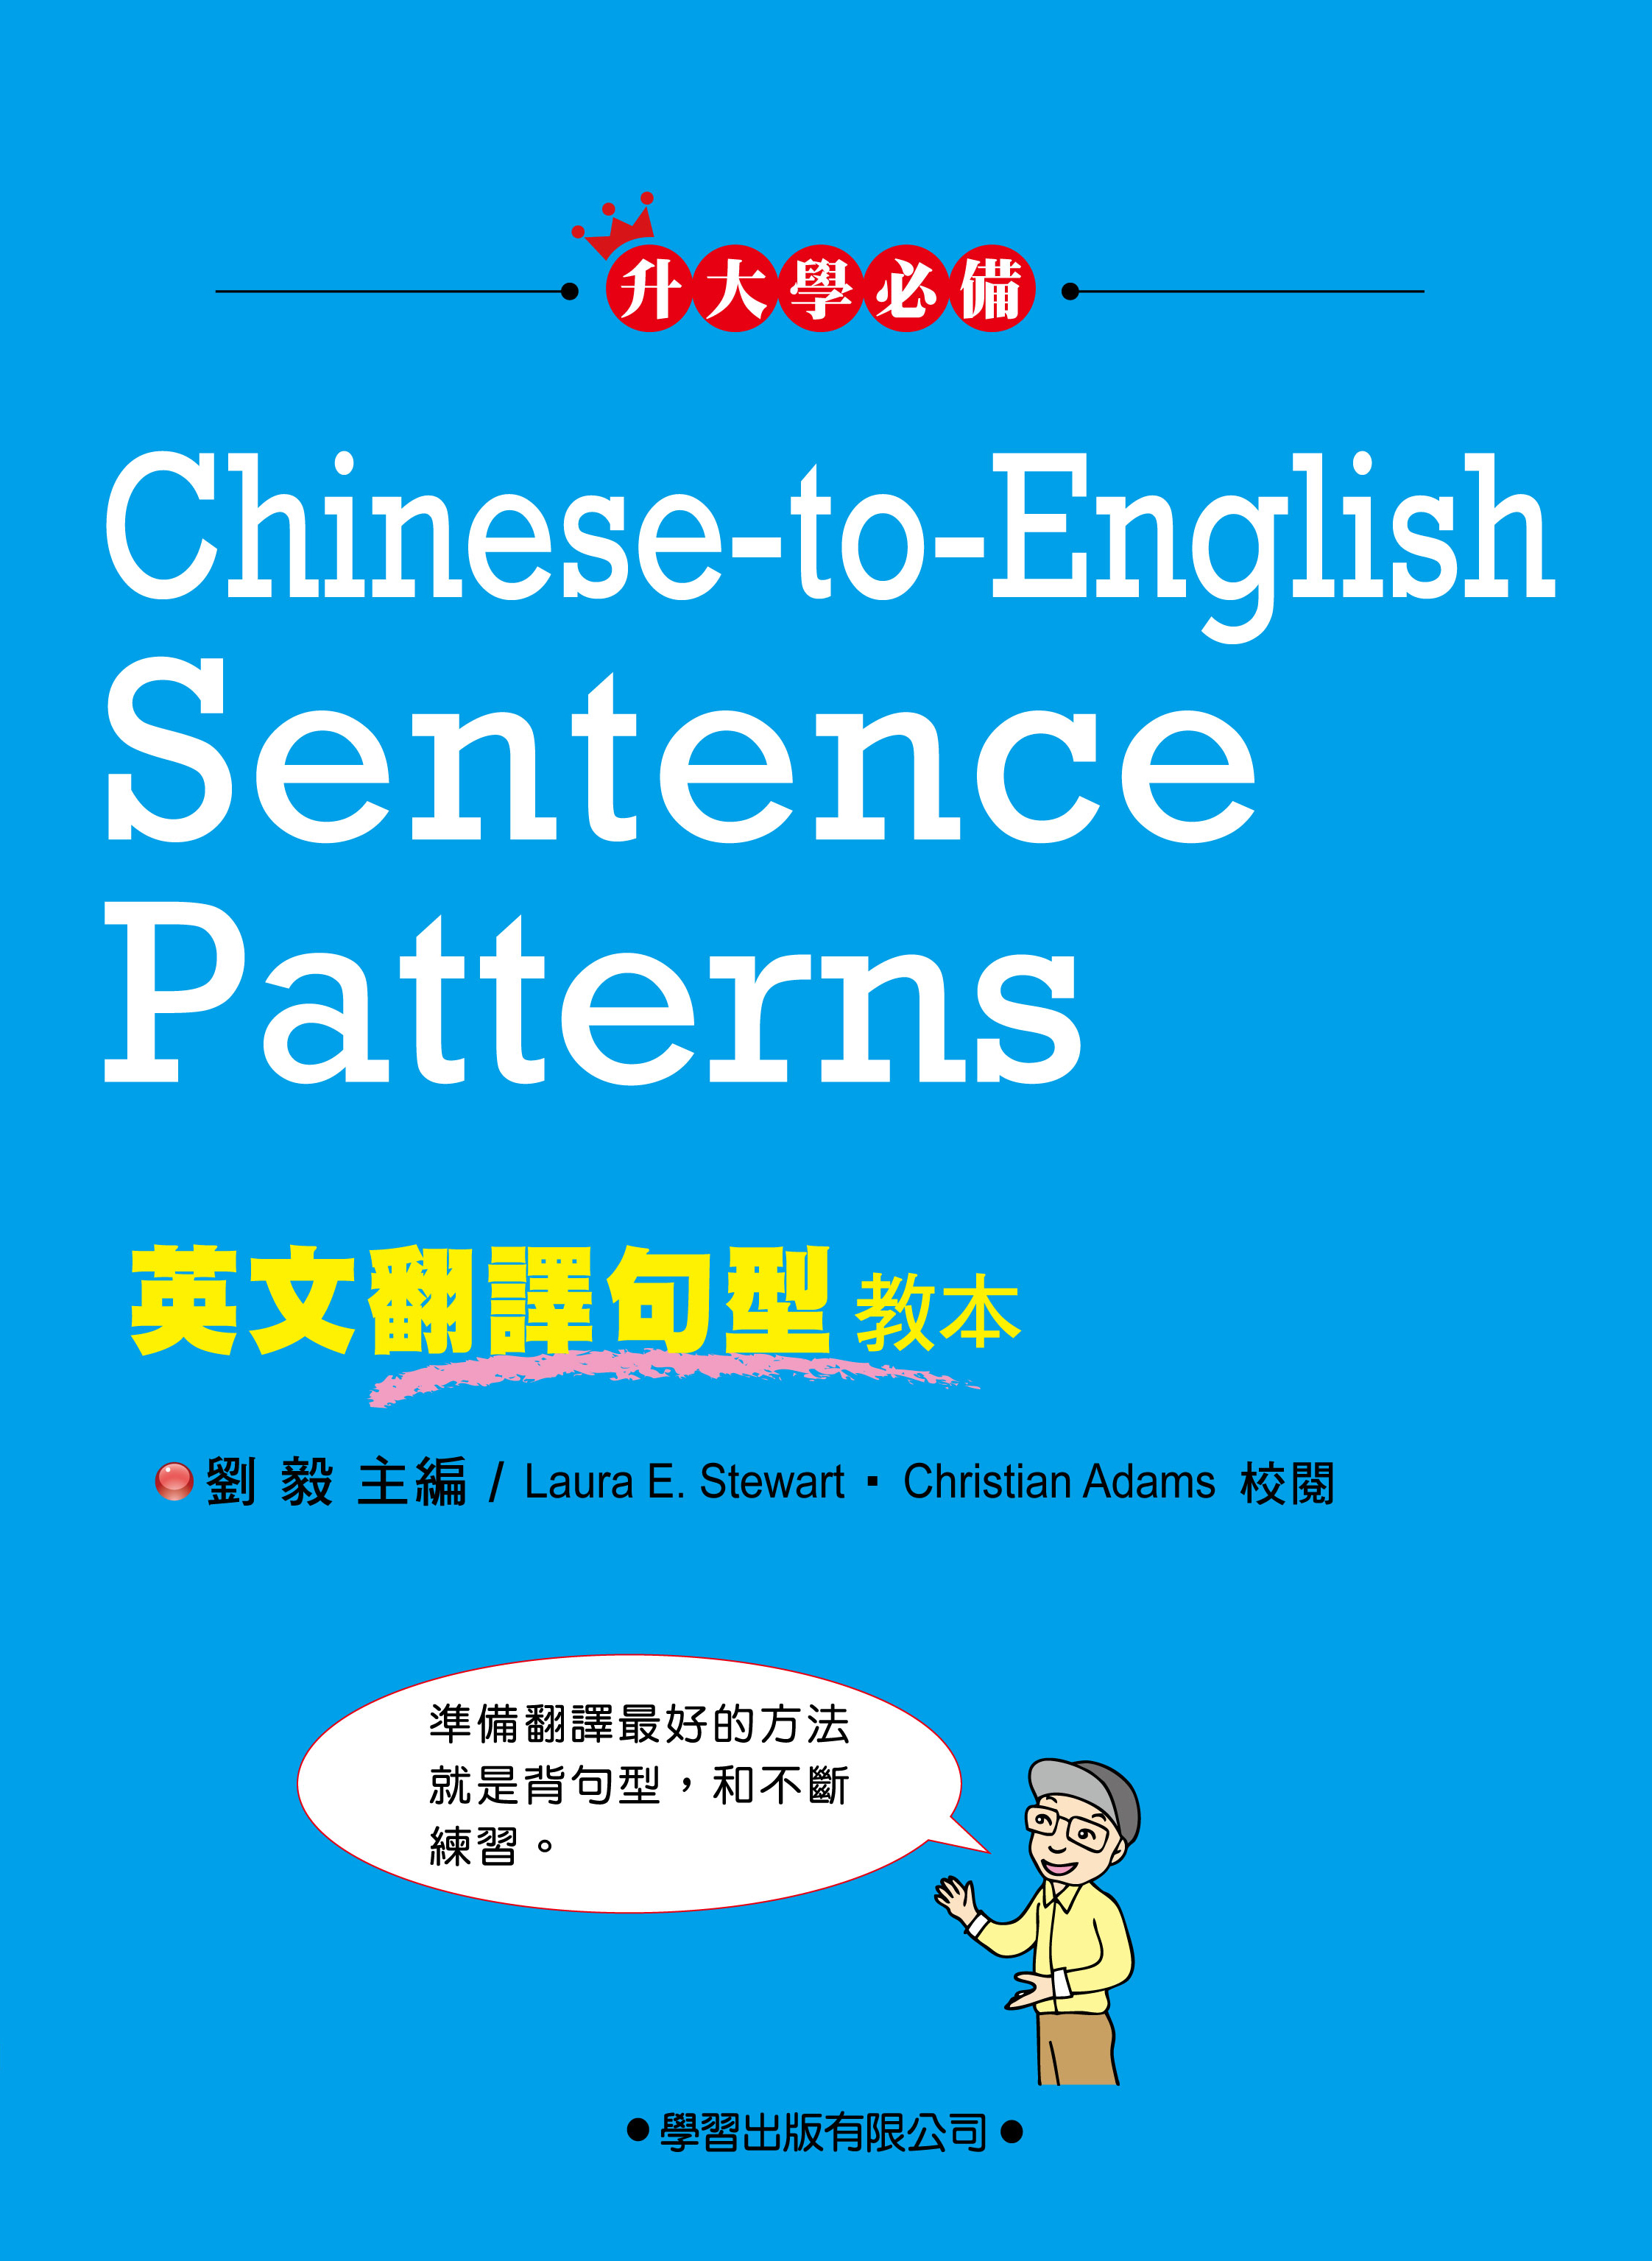 升大學必備
Chinese-to-English
Sentence
Patterns
英文翻譯句型教本
劉 毅 主編 / Laura E. Stewart ▪ Christian Adams 校閱
準備翻譯最好的方法
就是背句型，和不斷
練習。
● 學習出版有限公司 ●